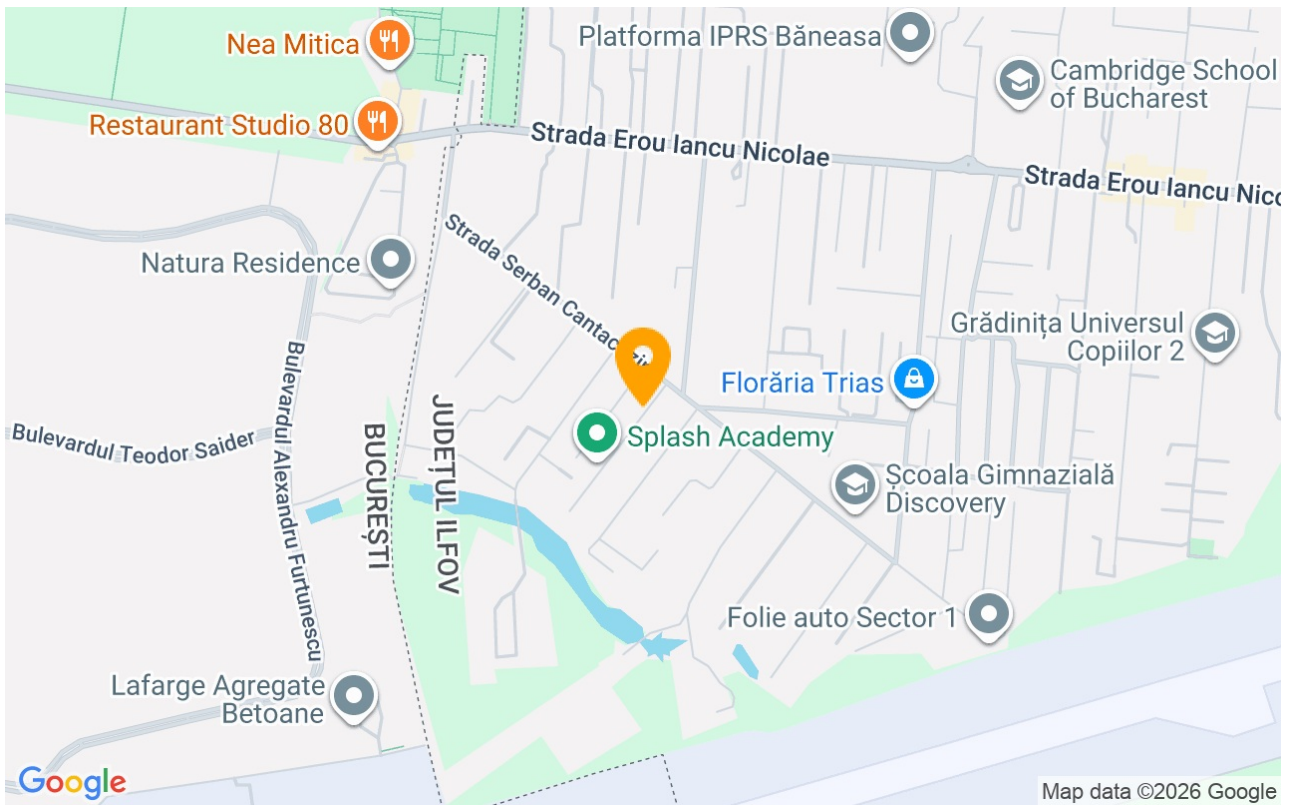 Nea Mitica
Platforma IPRS Băneasa
Cambridge School
of Bucharest
Restaurant Studio 80
Strada Erou Iancu Nicolae
Strada Erou Iancu
Strada Serban
Natura Residence
Grădinița Universul
Copiilor 2
Florăria Trias
Bulevardul Teodor Saider
Bulevardul Alexandru Furtunescu
BUCUREȘTI
JUDEȚUL ILFOV
Splash Academy
Școala Gimnazială
Discovery
Folie auto Sector 1
Lafarge Agregate
Betoane
Google
Map data ©2026 Google